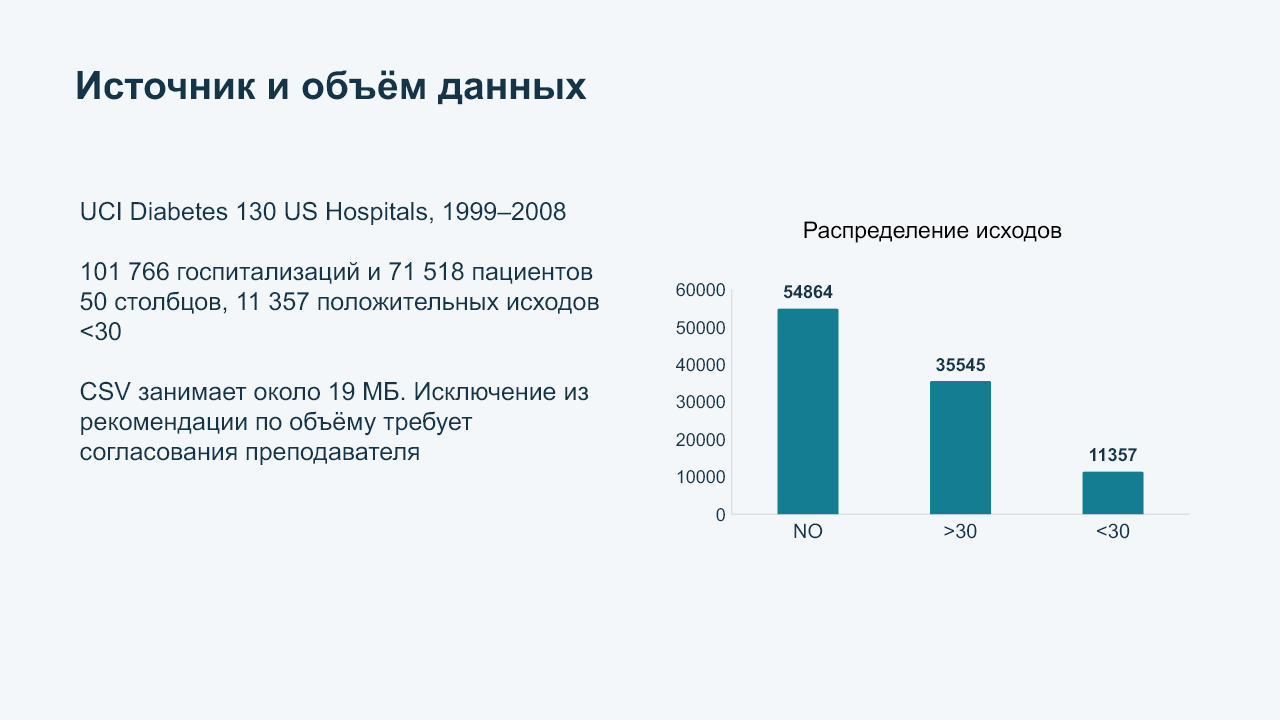 Источник и объём данных
UCI Diabetes 130 US Hospitals, 1999–2008
101 766 госпитализаций и 71 518 пациентов
50 столбцов, 11 357 положительных исходов
<30
CSV занимает около 19 МБ. Исключение из
рекомендации по объёму требует
согласования преподавателя
Распределение исходов
60000
50000
40000
30000
20000
10000
0
54864
35545
11357
NO
>30
<30